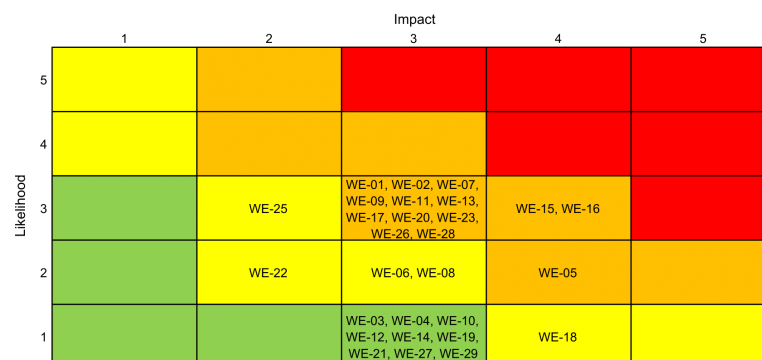 Impact
1 2 3 4 5
5
4
Likelihood
3
WE-25
WE-01, WE-02, WE-07,
WE-09, WE-11, WE-13,
WE-17, WE-20, WE-23,
WE-26, WE-28
WE-15, WE-16
2
WE-22
WE-06, WE-08
WE-05
1
WE-03, WE-04, WE-10,
WE-12, WE-14, WE-19,
WE-21, WE-27, WE-29
WE-18